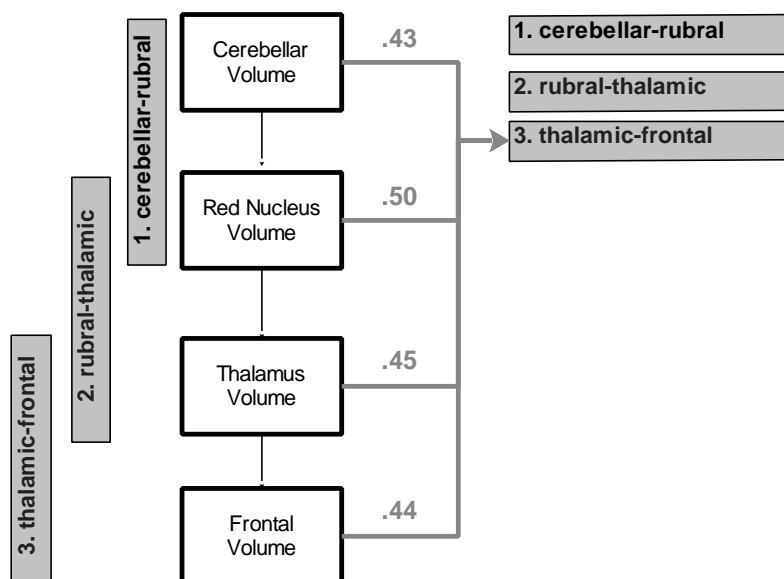 Cerebellar
Volume
.43
1. cerebellar-rubral
2. rubral-thalamic
3. thalamic-frontal
1. cerebellar-rubral
Red Nucleus
Volume
.50
2. rubral-thalamic
Thalamus
Volume
.45
3. thalamic-frontal
Frontal
Volume
.44